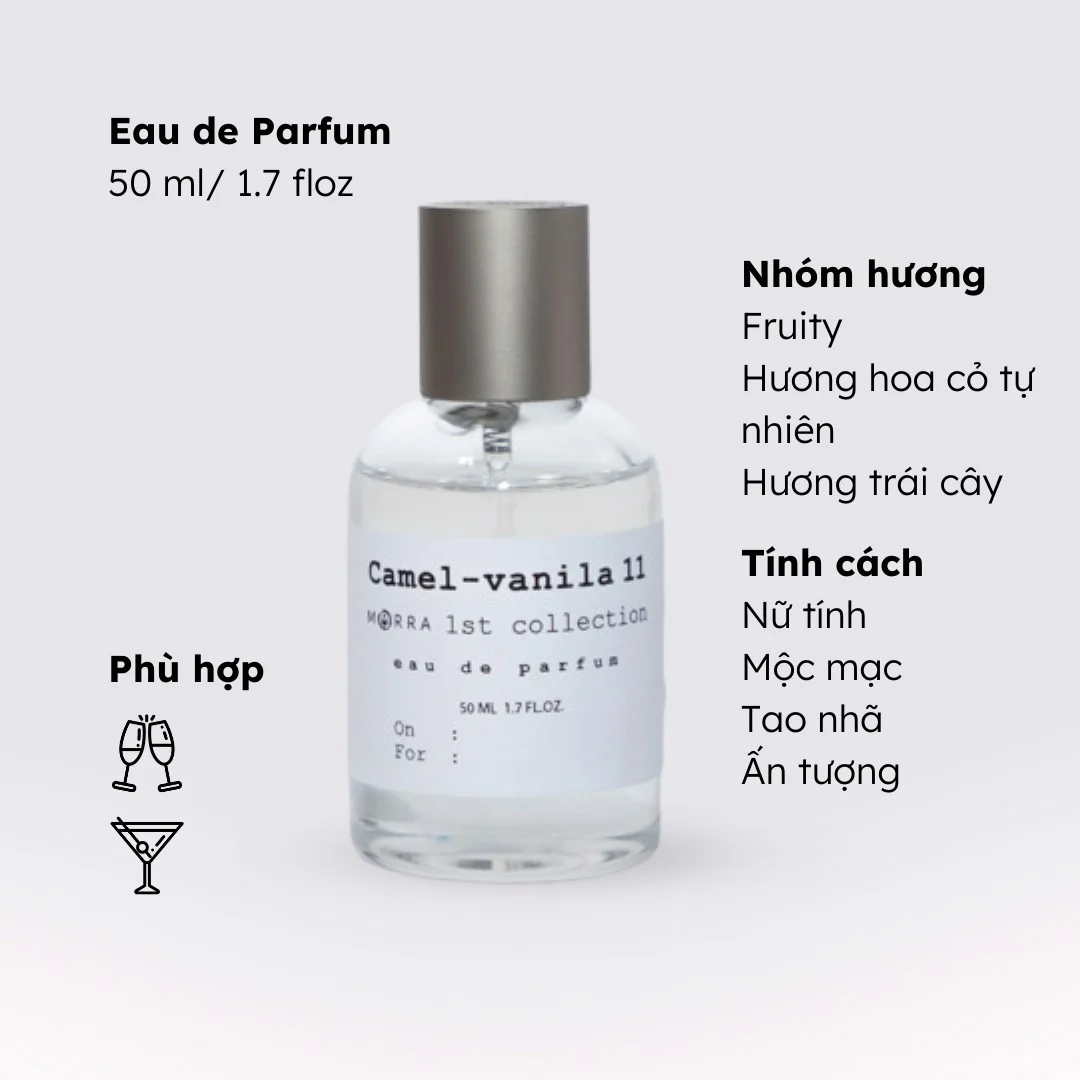 Eau de Parfum
50 ml/ 1.7 floz
Nhóm hương
Fruity
Hương hoa cỏ tự
nhiên
Hương trái cây
Tính cách
Nữ tính
Mộc mạc
Tao nhã
Ấn tượng
Phù hợp
Camel-vanila 11
MORRA 1st collection
eau de parfum
50 ML 1.7 FL.OZ.
On :
For :